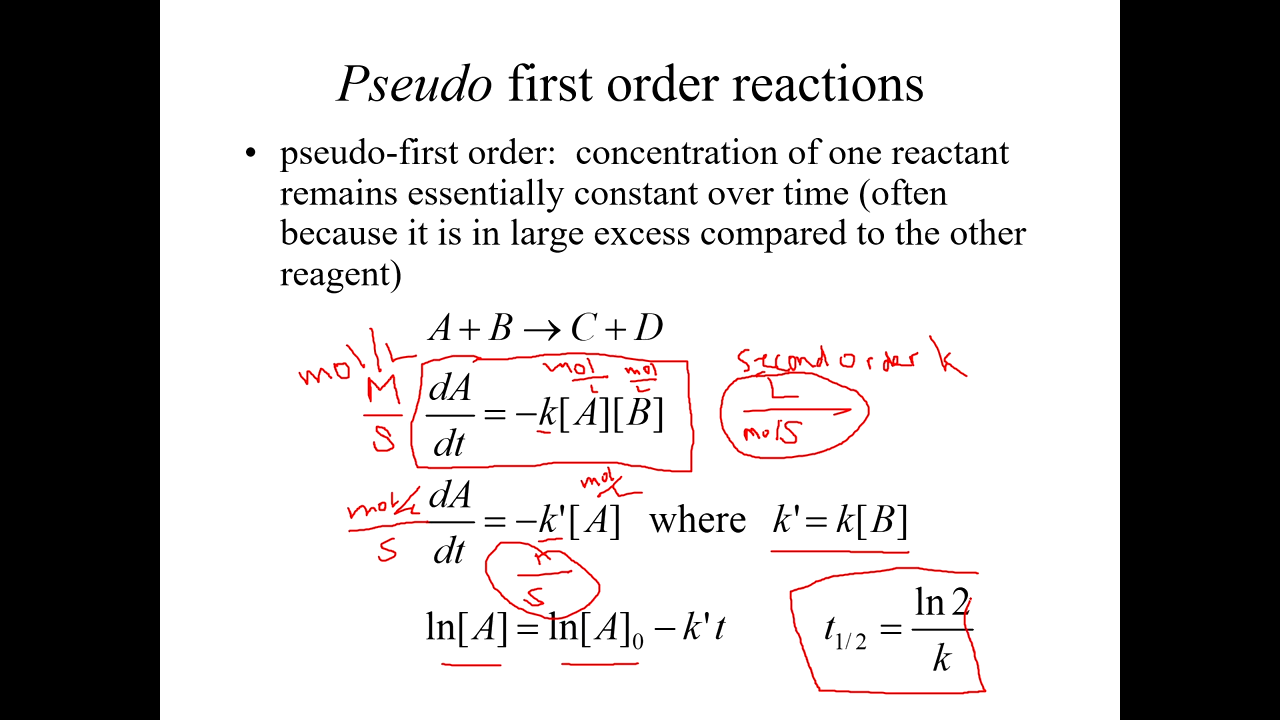 Pseudo first order reactions
• pseudo-first order: concentration of one reactant
remains essentially constant over time (often
because it is in large excess compared to the other
reagent)
A + B → C + D
mol/L
M/S
dA/dt = −k[A][B]
mol/L mol/L
second order k
L/mol S
mol/L/S
dA/dt = −k'[A] where k' = k[B]
mol/L
/S
ln[A] = ln[A]₀ − k't
t₁/₂ = ln 2/k